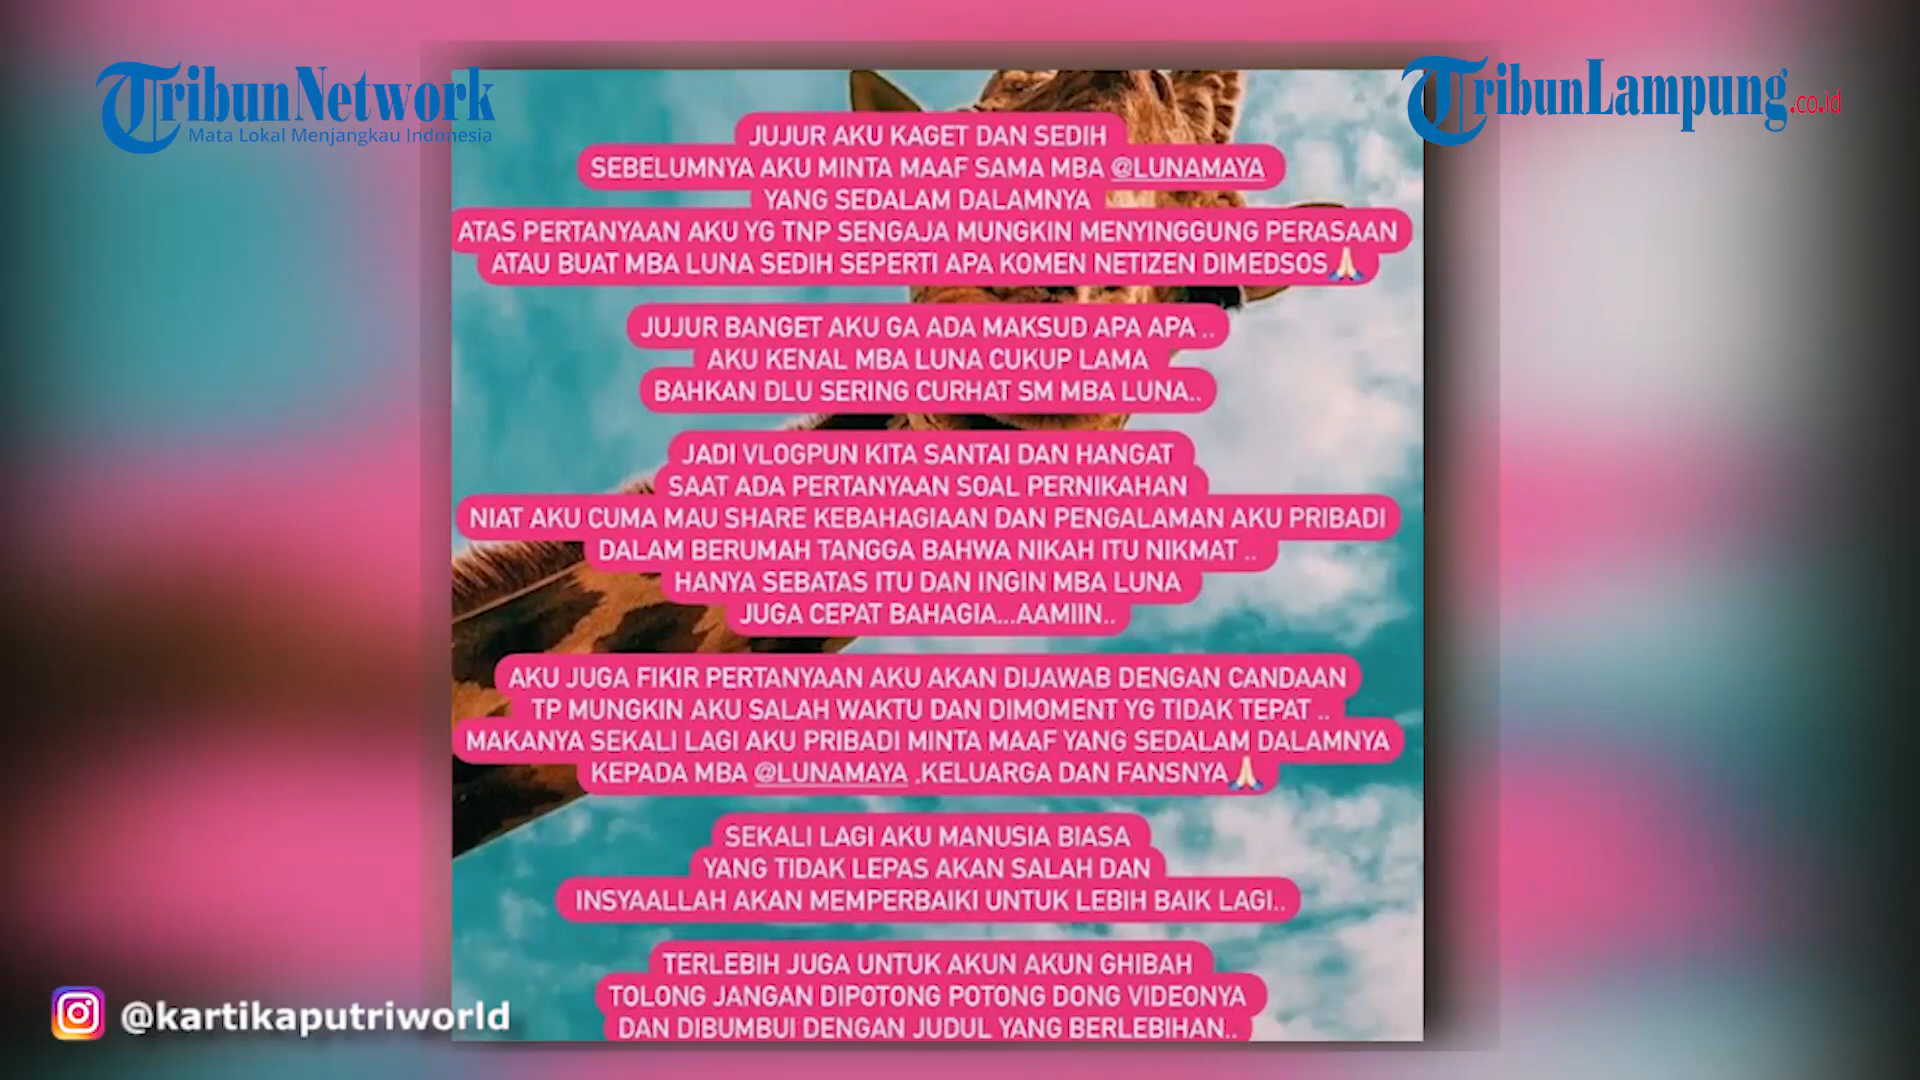 TribunNetwork
Mata Lokal Menjangkau Indonesia
TribunLampung.co.id
JUJUR AKU KAGET DAN SEDIH
SEBELUMNYA AKU MINTA MAAF SAMA MBA @LUNAMAYA
YANG SEDALAM DALAMNYA
ATAS PERTANYAAN AKU YG TNP SENGAJA MUNGKIN MENYINGGUNG PERASAAN
ATAU BUAT MBA LUNA SEDIH SEPERTI APA KOMEN NETIZEN DIMEDSOS🙏🏻
JUJUR BANGET AKU GA ADA MAKSUD APA APA ..
AKU KENAL MBA LUNA CUKUP LAMA
BAHKAN DLU SERING CURHAT SM MBA LUNA..
JADI VLOGPUN KITA SANTAI DAN HANGAT
SAAT ADA PERTANYAAN SOAL PERNIKAHAN
NIAT AKU CUMA MAU SHARE KEBAHAGIAAN DAN PENGALAMAN AKU PRIBADI
DALAM BERUMAH TANGGA BAHWA NIKAH ITU NIKMAT ..
HANYA SEBATAS ITU DAN INGIN MBA LUNA
JUGA CEPAT BAHAGIA...AAMIIN..
AKU JUGA FIKIR PERTANYAAN AKU AKAN DIJAWAB DENGAN CANDAAN
TP MUNGKIN AKU SALAH WAKTU DAN DIMOMENT YG TIDAK TEPAT ..
MAKANYA SEKALI LAGI AKU PRIBADI MINTA MAAF YANG SEDALAM DALAMNYA
KEPADA MBA @LUNAMAYA ,KELUARGA DAN FANSNYA🙏🏻
SEKALI LAGI AKU MANUSIA BIASA
YANG TIDAK LEPAS AKAN SALAH DAN
INSYAALLAH AKAN MEMPERBAIKI UNTUK LEBIH BAIK LAGI..
TERLEBIH JUGA UNTUK AKUN AKUN GHIBAH
TOLONG JANGAN DIPOTONG POTONG DONG VIDEONYA
DAN DIBUMBUI DENGAN JUDUL YANG BERLEBIHAN..
@kartikaputriworld